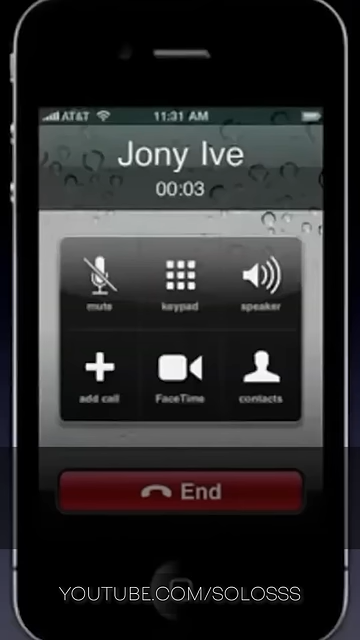 AT&T 11:31 AM
Jony Ive
00:03
mute keypad speaker
add call FaceTime contacts
End
YOUTUBE.COM/SOLOSSS